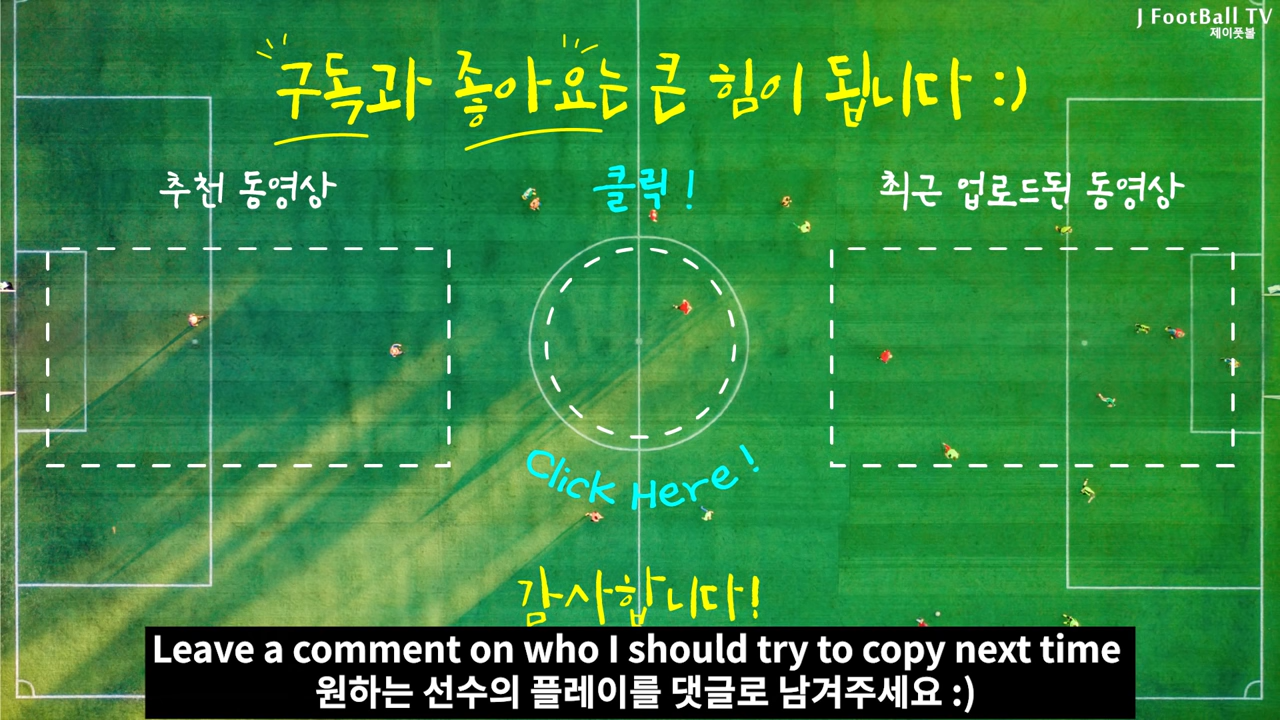 J FootBall TV
제이풋볼
구독과 좋아요는 큰 힘이 됩니다 :)
추천 동영상
클릭!
최근 업로드된 동영상
Click Here!
감사합니다!
Leave a comment on who I should try to copy next time
원하는 선수의 플레이를 댓글로 남겨주세요 :)